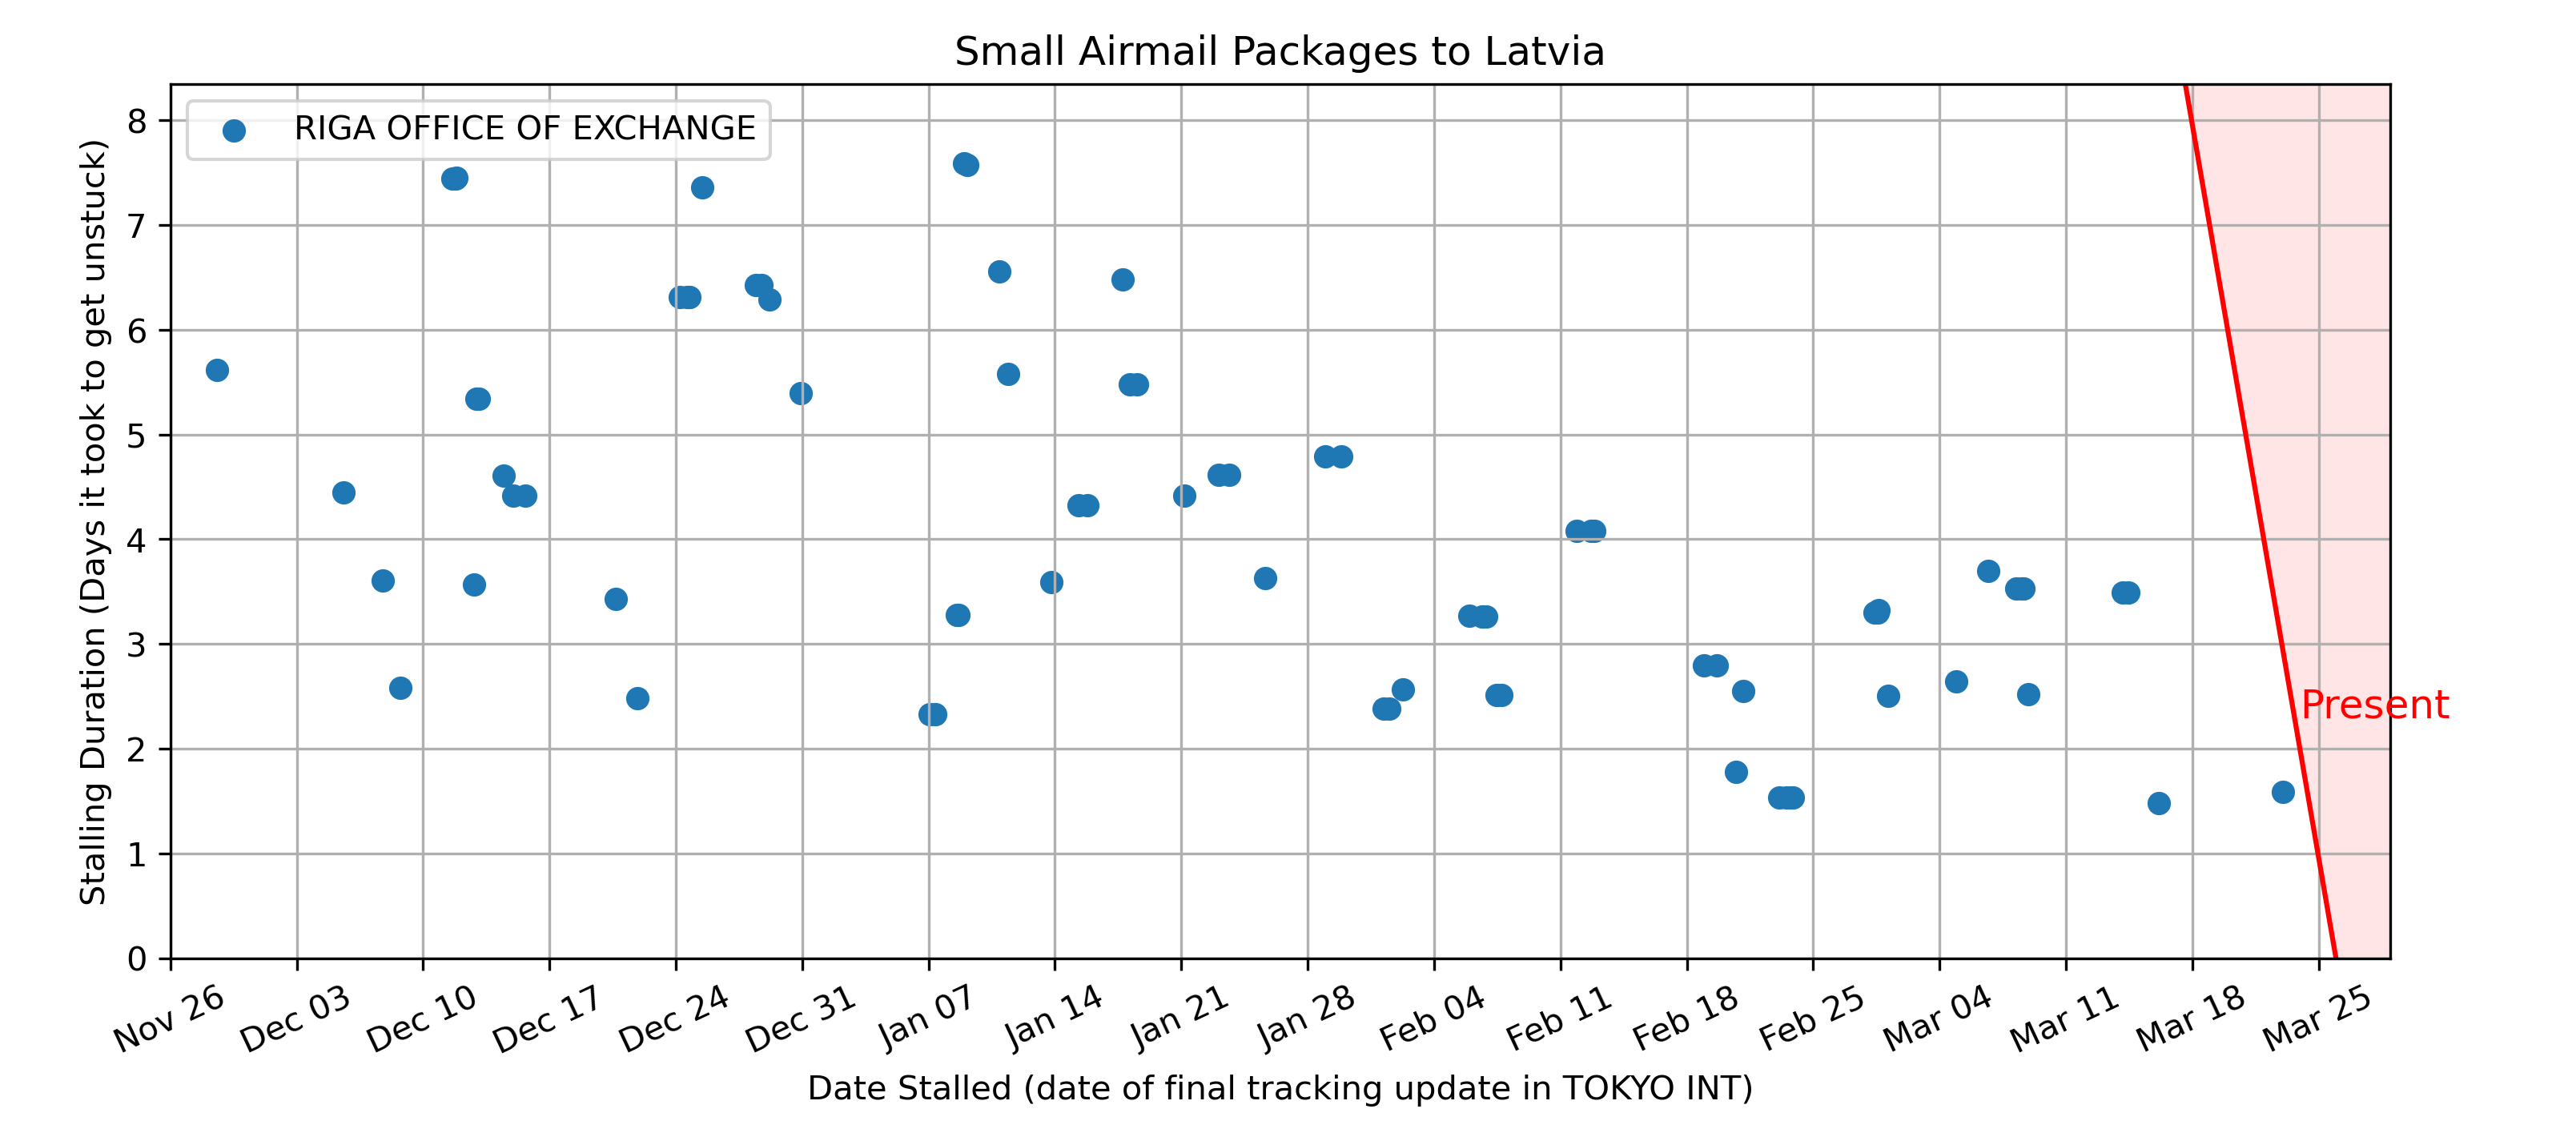 Small Airmail Packages to Latvia
RIGA OFFICE OF EXCHANGE
Stalling Duration (Days it took to get unstuck)
8
7
6
5
4
3
2
1
0
Present
Nov 26
Dec 03
Dec 10
Dec 17
Dec 24
Dec 31
Jan 07
Jan 14
Jan 21
Jan 28
Feb 04
Feb 11
Feb 18
Feb 25
Mar 04
Mar 11
Mar 18
Mar 25
Date Stalled (date of final tracking update in TOKYO INT)